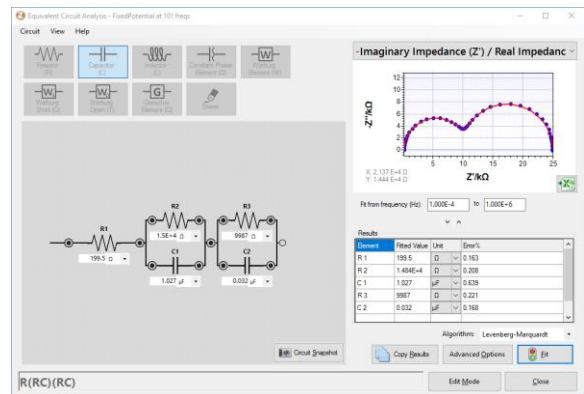 Equivalent Circuit Analysis - FixedPotential at 101 freqs
Circuit View Help
Resistor (R)
Capacitor (C)
Inductor (L)
Constant Phase Element (Q)
Warburg Element (W)
Warburg Short (O)
Warburg Open (T)
Gerischer Element (G)
Eraser
-Imaginary Impedance (Z') / Real Impedanc
-Z''/kΩ
12
10
8
6
4
2
0
5 10 15 20 25
X: 2.137 E+4 Ω
Y: 1.444 E+4 Ω
Z'/kΩ
Fit from frequency (Hz): 1.000E-4 to 1.000E+6
R1
199.5 Ω
R2
1.5E+4 Ω
C1
1.027 µF
R3
9987 Ω
C2
0.032 µF
Results
Element Fitted Value Unit Error%
R 1 199.5 Ω 0.163
R 2 1.484E+4 Ω 0.208
C 1 1.027 µF 0.639
R 3 9987 Ω 0.221
C 2 0.032 µF 0.168
Algorithm: Levenberg-Marquardt
Circuit Snapshot
Copy Results
Advanced Options
Fit
R(RC)(RC)
Edit Mode
Close